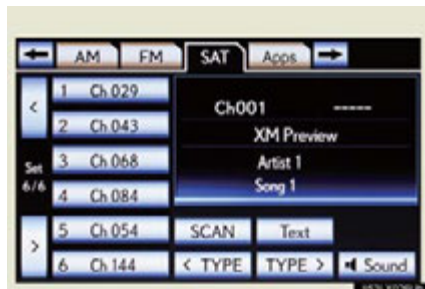 AM FM SAT Apps
1 Ch 029
2 Ch 043
3 Ch 068
4 Ch 084
5 Ch 054
6 Ch 144
Set
6/6
Ch001 -----
XM Preview
Artist 1
Song 1
SCAN Text
< TYPE TYPE > Sound